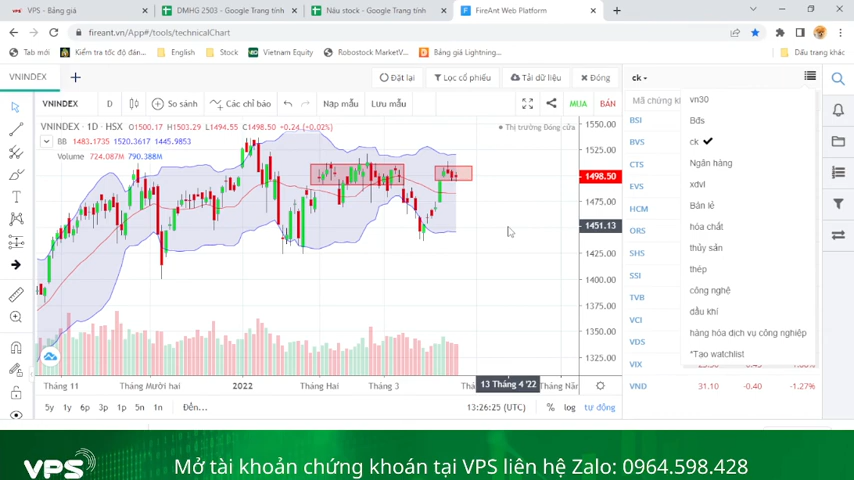 VPS - Bảng giá
DMHG 2503 - Google Trang tính
Nâu stock - Google Trang tính
FireAnt Web Platform
fireant.vn/App#/tools/technicalChart
Tab mới
Kiểm tra tốc độ đán...
English
Stock
Vietnam Equity
Robostock MarketV...
Bảng giá Lightning...
Dấu trang khác
VNINDEX
Đặt lại
Lọc cổ phiếu
Tải dữ liệu
Đóng
ck
VNINDEX
D
So sánh
Các chỉ báo
Nạp mẫu
Lưu mẫu
MUA
BÁN
VNINDEX · 1D · HSX O1500.17 H1503.29 L1494.55 C1498.50 -0.24 (-0.02%)
Thị trường Đóng cửa
BB 1483.1735 1520.3617 1445.9853
Volume 724.087M 790.388M
1550.00
1525.00
1498.50
1475.00
1451.13
1425.00
1400.00
1375.00
1350.00
1325.00
Tháng 11
Tháng Mười hai
2022
Tháng Hai
Tháng 3
13 Tháng 4 '22
5y 1y 6p 3p 1p 5n 1n Đến...
13:26:25 (UTC)
% log tự động
BSI
BVS
CTS
EVS
HCM
ORS
SHS
SSI
TVB
VCI
VDS
VIX
VND 31.10 -0.40 -1.27%
vn30
Bđs
ck
Ngân hàng
xdvl
Bán lẻ
hóa chất
thủy sản
thép
công nghệ
dầu khí
hàng hóa dịch vụ công nghiệp
*Tạo watchlist
VPS
Mở tài khoản chứng khoán tại VPS liên hệ Zalo: 0964.598.428